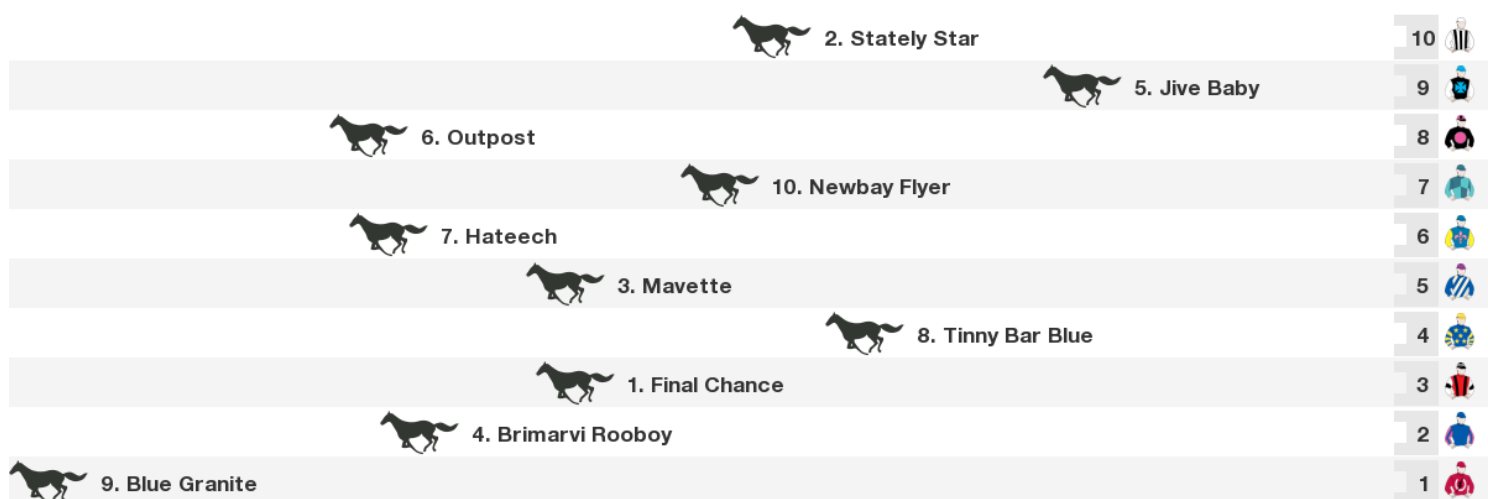 2. Stately Star 10
5. Jive Baby 9
6. Outpost 8
10. Newbay Flyer 7
7. Hateech 6
3. Mavette 5
8. Tinny Bar Blue 4
1. Final Chance 3
4. Brimarvi Rooboy 2
9. Blue Granite 1